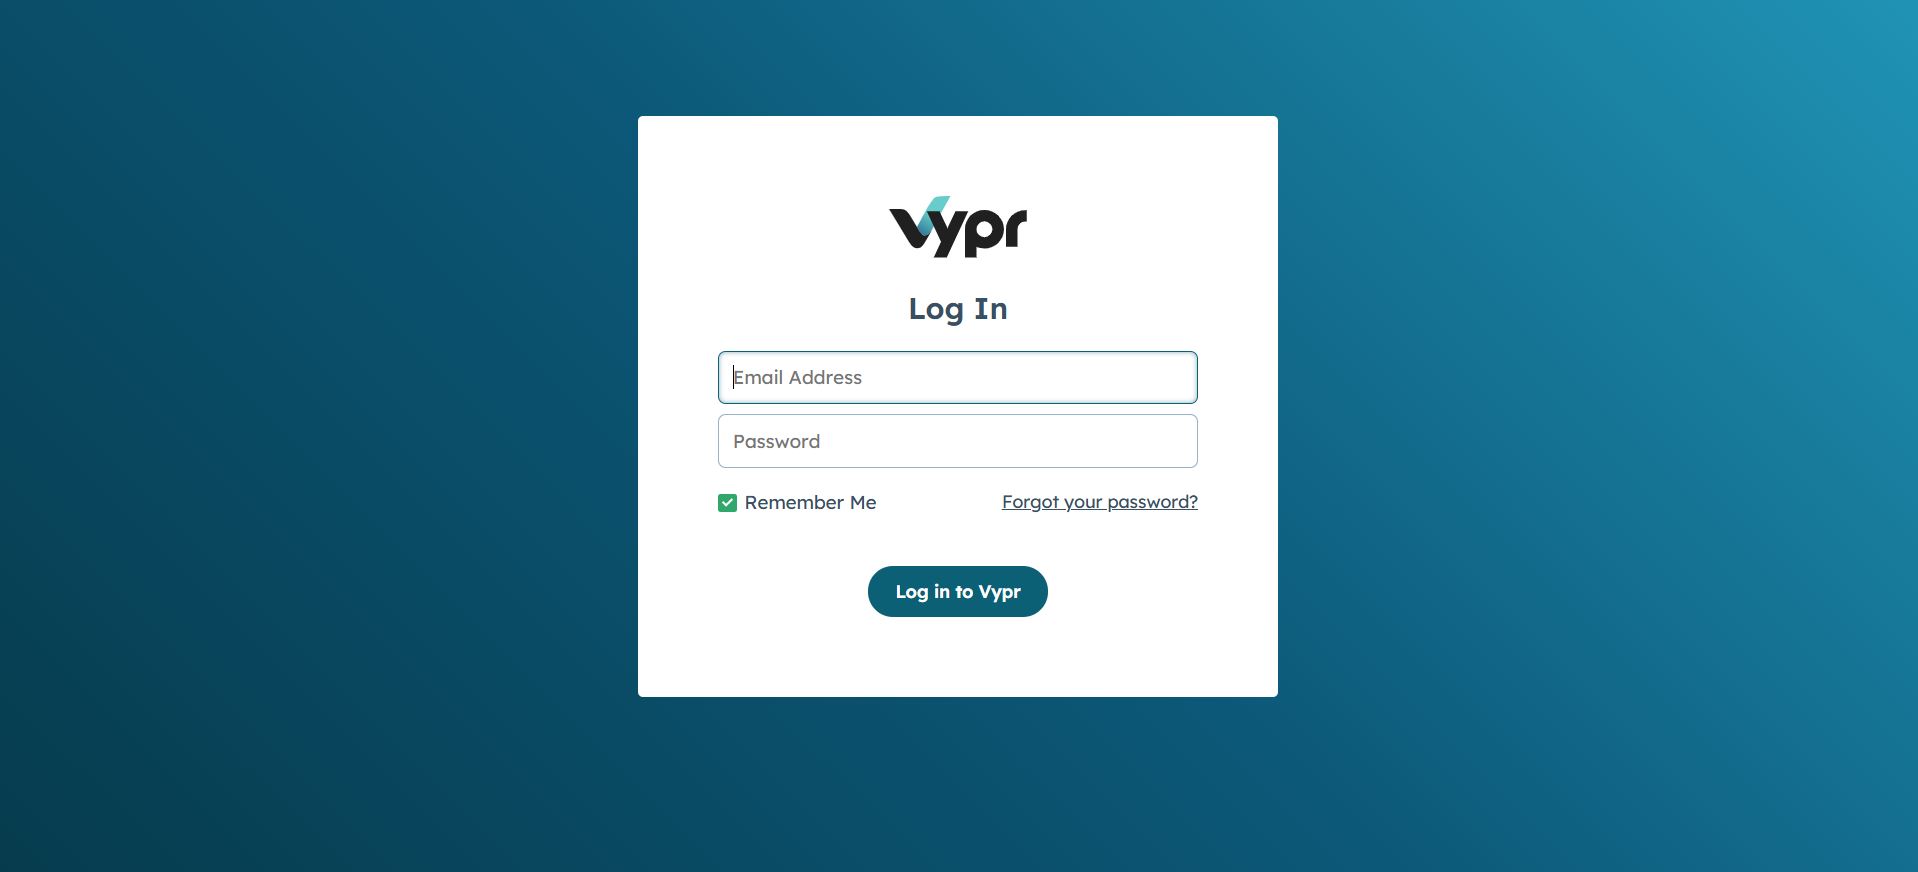 vypr
Log In
Email Address
Password
Remember Me
Forgot your password?
Log in to Vypr